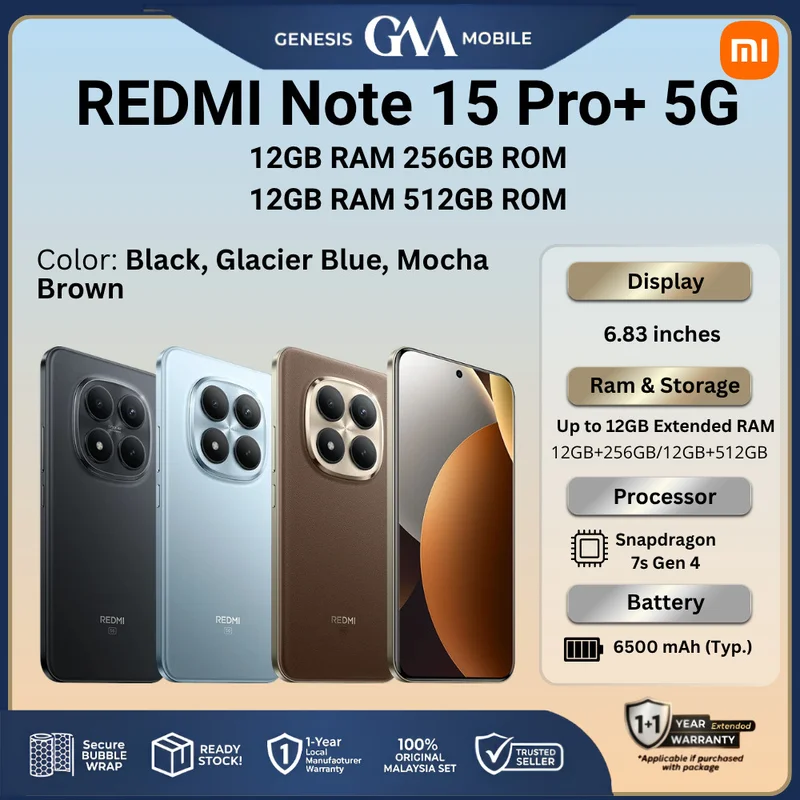 GENESIS GM MOBILE
mi
REDMI Note 15 Pro+ 5G
12GB RAM 256GB ROM
12GB RAM 512GB ROM
Color: Black, Glacier Blue, Mocha
Brown
Display
6.83 inches
Ram & Storage
Up to 12GB Extended RAM
12GB+256GB/12GB+512GB
Processor
Snapdragon
7s Gen 4
Battery
6500 mAh (Typ.)
REDMI
REDMI
REDMI
Secure
BUBBLE
WRAP
READY
STOCK!
1
1-Year
Local
Manufacturer
Warranty
100%
ORIGINAL
MALAYSIA SET
TRUSTED
SELLER
1+1 YEAR Extended
WARRANTY
*Applicable if purchased
with package